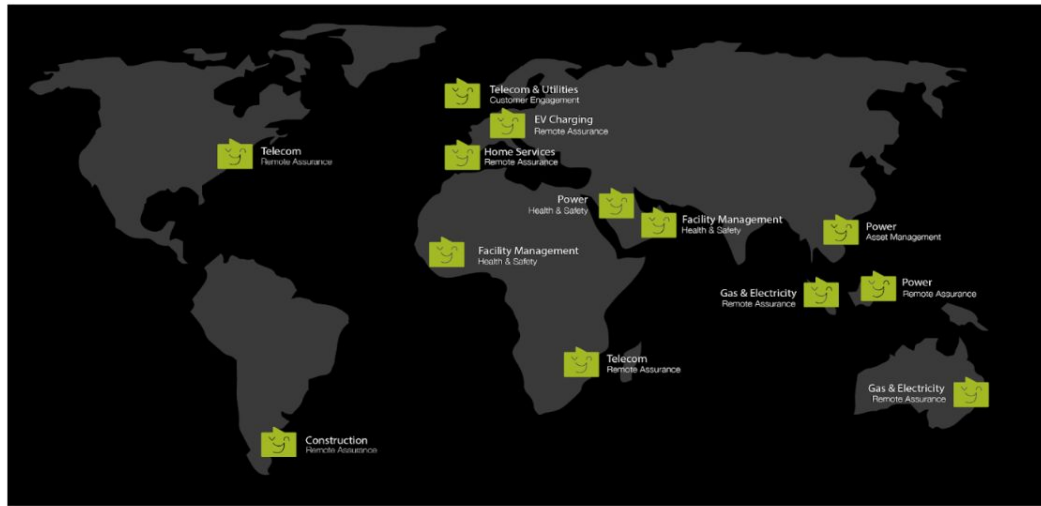 Telecom & Utilities
Customer Engagement
EV Charging
Remote Assurance
Telecom
Remote Assurance
Home Services
Remote Assurance
Power
Health & Safety
Facility Management
Health & Safety
Power
Asset Management
Facility Management
Health & Safety
Gas & Electricity
Remote Assurance
Power
Remote Assurance
Telecom
Remote Assurance
Gas & Electricity
Remote Assurance
Construction
Remote Assurance